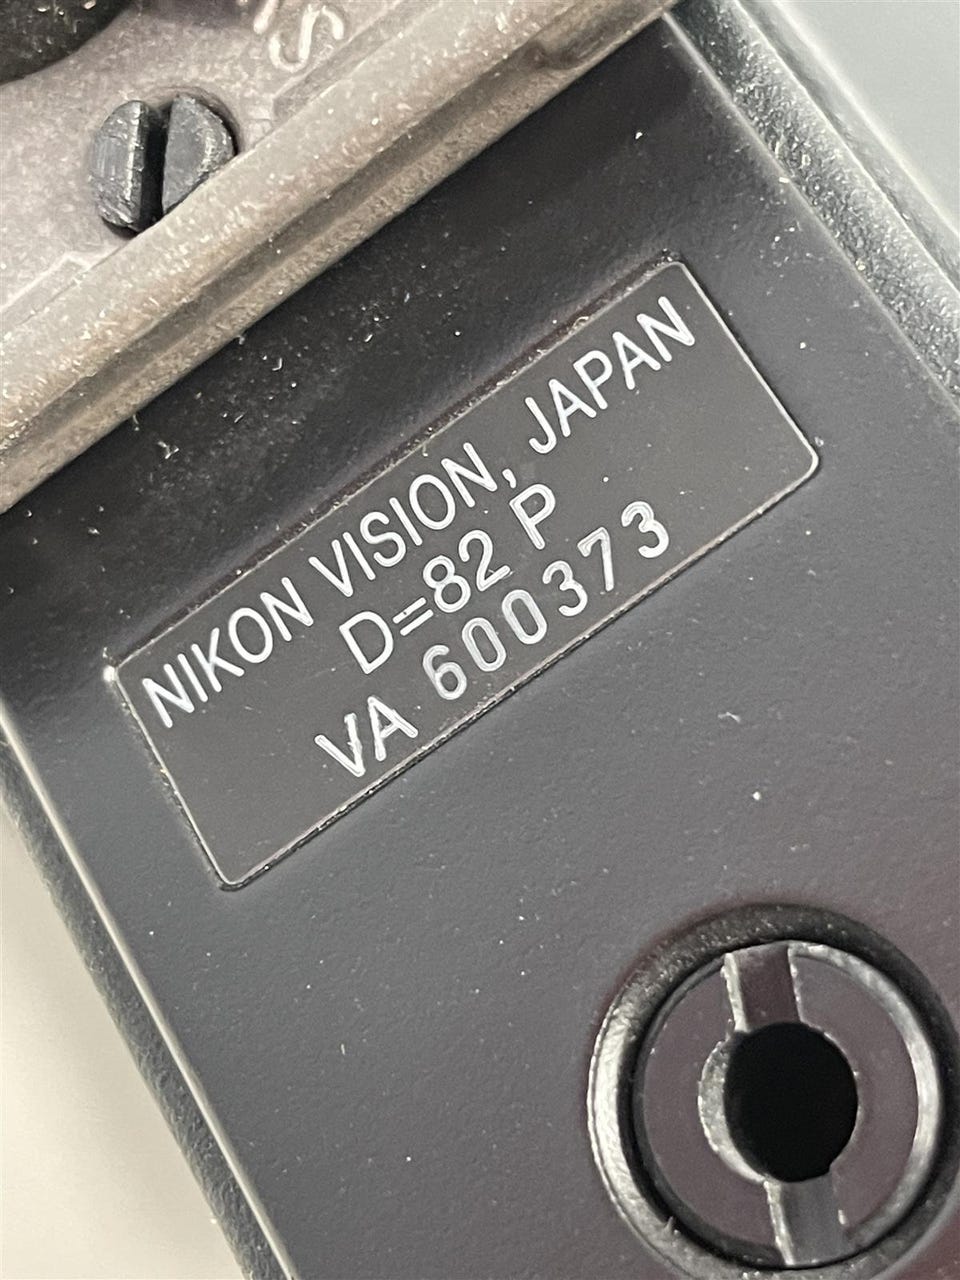 NIKON VISION, JAPAN
D=82 P
VA 600373